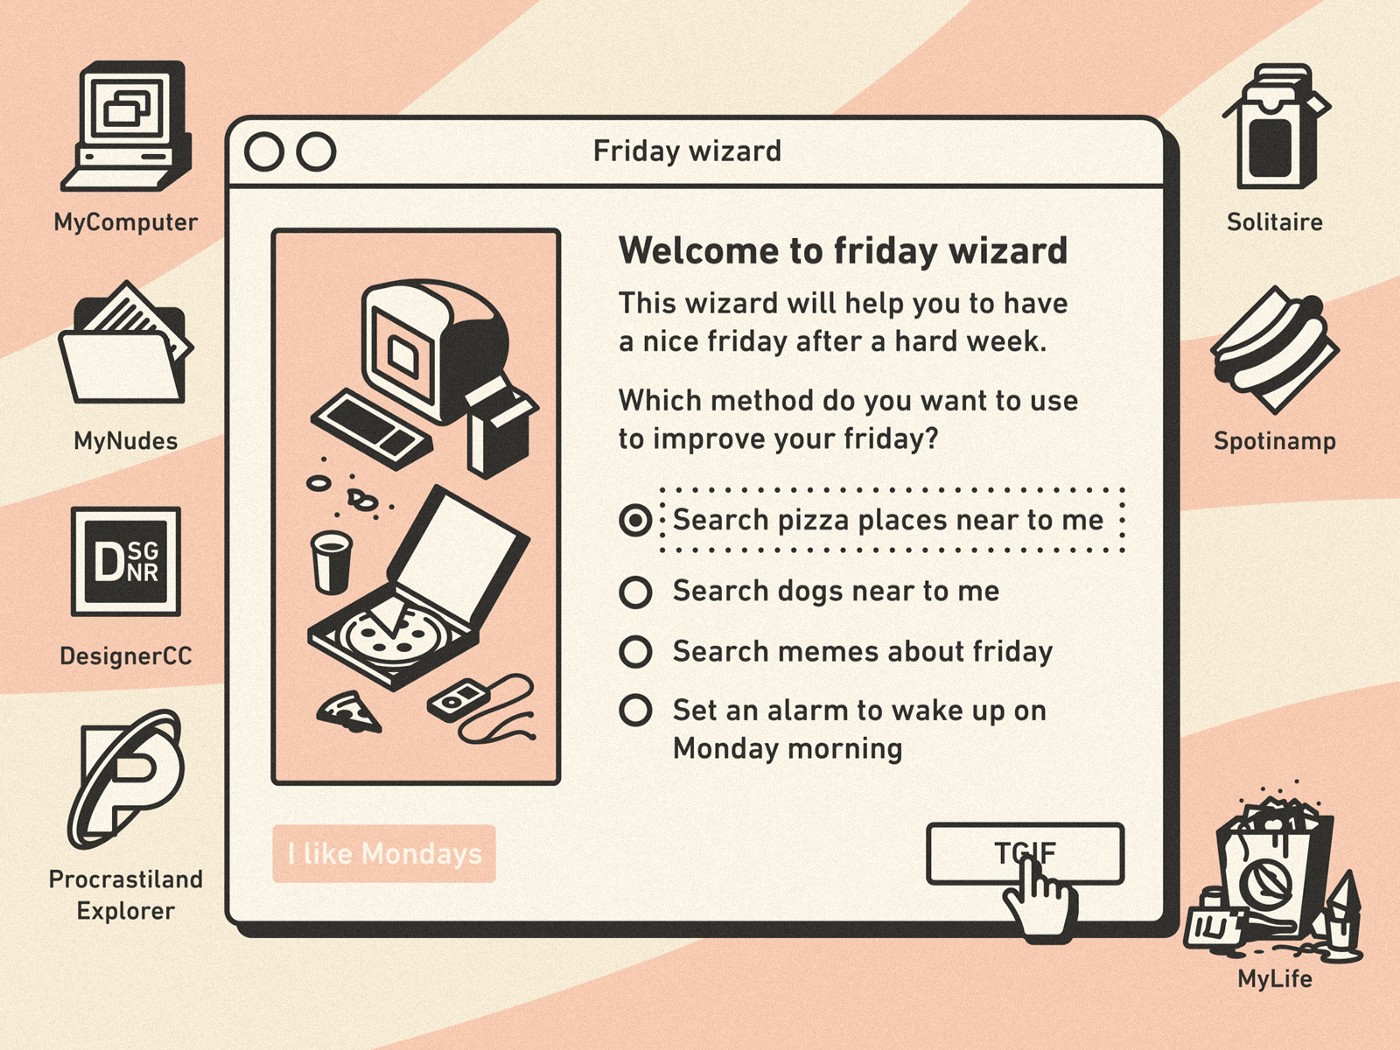 Friday wizard
MyComputer
MyNudes
DSGNR
DesignerCC
P
Procrastiland
Explorer
Welcome to friday wizard
This wizard will help you to have
a nice friday after a hard week.
Which method do you want to use
to improve your friday?
Search pizza places near to me
Search dogs near to me
Search memes about friday
Set an alarm to wake up on
Monday morning
I like Mondays
TGIF
Solitaire
Spotinamp
MyLife